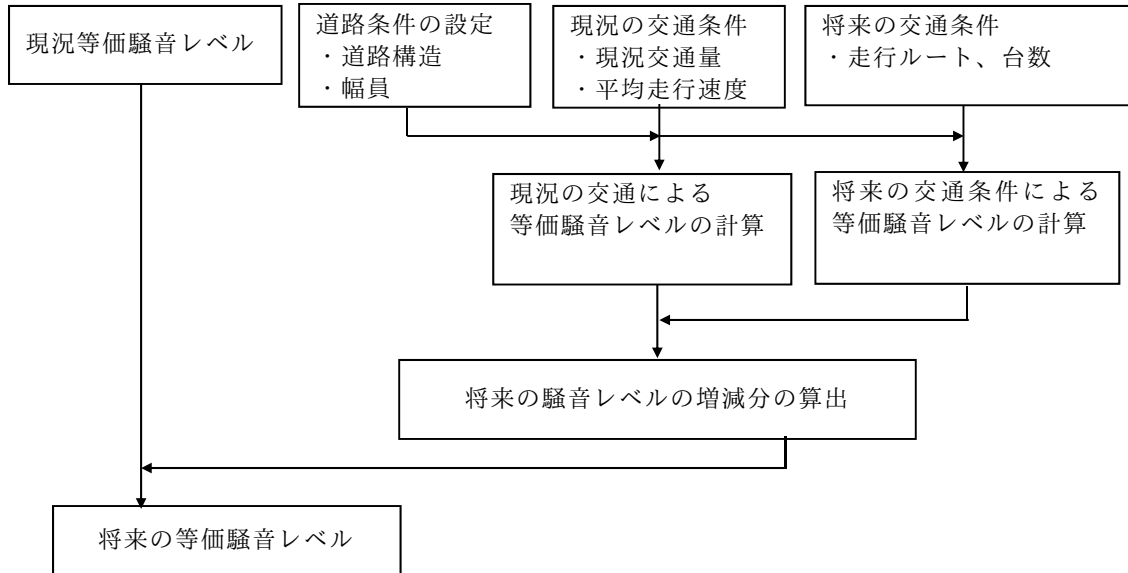 現況等価騒音レベル
道路条件の設定
・道路構造
・幅員
現況の交通条件
・現況交通量
・平均走行速度
将来の交通条件
・走行ルート、台数
現況の交通による
等価騒音レベルの計算
将来の交通条件による
等価騒音レベルの計算
将来の騒音レベルの増減分の算出
将来の等価騒音レベル